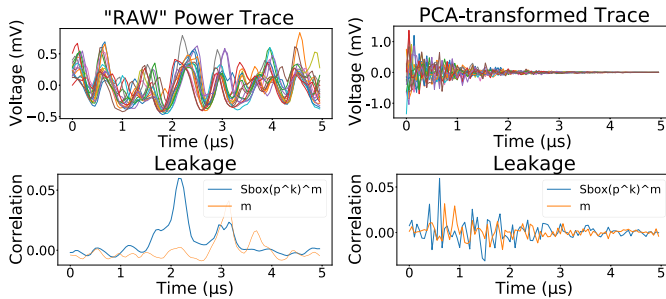 "RAW" Power Trace
Voltage (mV)
0.5
0.0
−0.5
0 1 2 3 4 5
Time (μs)
PCA-transformed Trace
Voltage (mV)
1.0
0.0
-1.0
0 1 2 3 4 5
Time (μs)
Leakage
Correlation
0.05
0.00
Sbox(p^k)^m
m
0 1 2 3 4 5
Time (μs)
Leakage
Correlation
0.05
0.00
Sbox(p^k)^m
m
0 1 2 3 4 5
Time (μs)